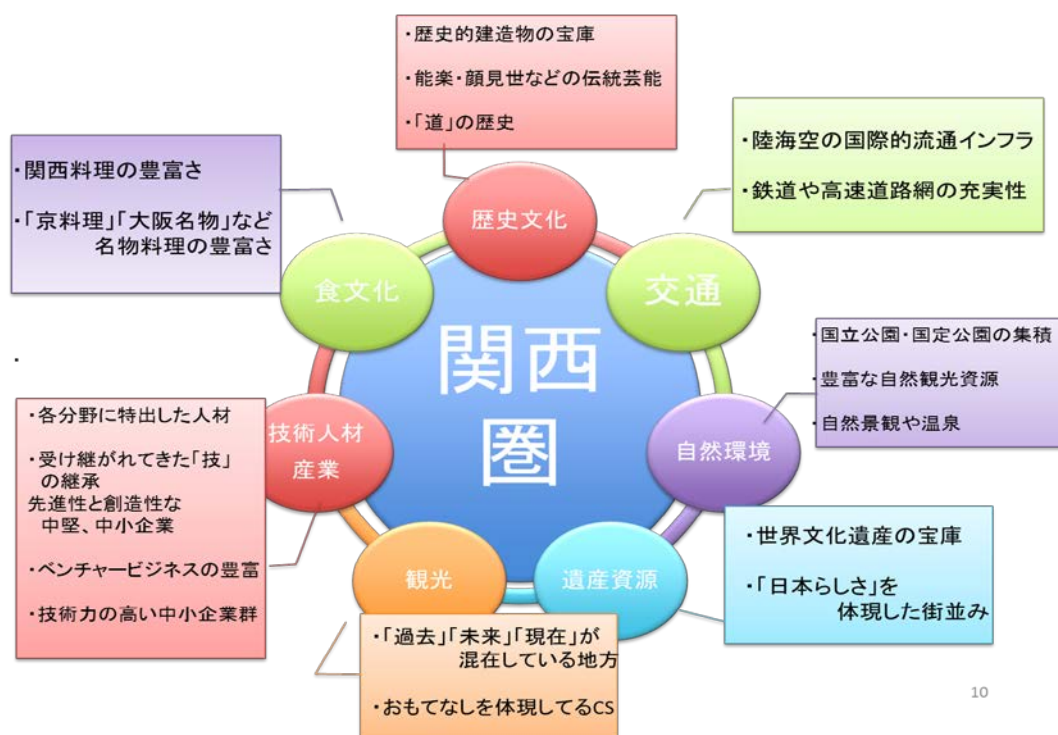 ・歴史的建造物の宝庫
・能楽・顔見世などの伝統芸能
・「道」の歴史
・関西料理の豊富さ
・「京料理」「大阪名物」など
名物料理の豊富さ
・陸海空の国際的流通インフラ
・鉄道や高速道路網の充実性
歴史文化
食文化
交通
関西
圏
・国立公園・国定公園の集積
・豊富な自然観光資源
・自然景観や温泉
・
・各分野に特出した人材
・受け継がれてきた「技」
の継承
先進性と創造性な
中堅、中小企業
・ベンチャービジネスの豊富
・技術力の高い中小企業群
技術人材
産業
自然環境
観光
遺産資源
・世界文化遺産の宝庫
・「日本らしさ」を
体現した街並み
・「過去」「未来」「現在」が
混在している地方
・おもてなしを体現してるCS
10